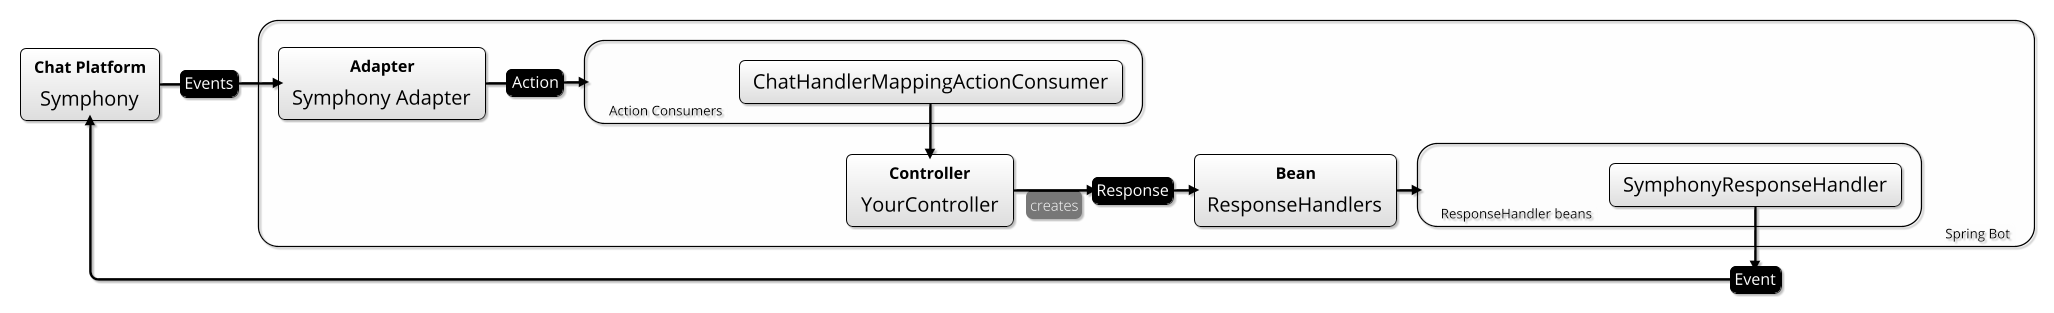 Chat Platform
Symphony
Events
Adapter
Symphony Adapter
Action
ChatHandlerMappingActionConsumer
Action Consumers
Controller
YourController
creates
Response
Bean
ResponseHandlers
SymphonyResponseHandler
ResponseHandler beans
Spring Bot
Event